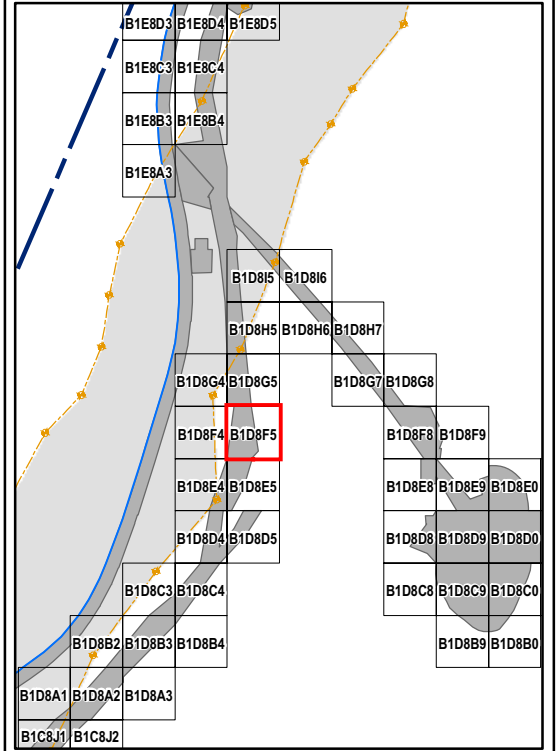 B1E8D3 B1E8D4 B1E8D5
B1E8C3 B1E8C4
B1E8B3 B1E8B4
B1E8A3
B1D8I5 B1D8I6
B1D8H5 B1D8H6 B1D8H7
B1D8G4 B1D8G5 B1D8G7 B1D8G8
B1D8F4 B1D8F5 B1D8F8 B1D8F9
B1D8E4 B1D8E5 B1D8E8 B1D8E9 B1D8E0
B1D8D4 B1D8D5 B1D8D8 B1D8D9 B1D8D0
B1D8C3 B1D8C4 B1D8C8 B1D8C9 B1D8C0
B1D8B2 B1D8B3 B1D8B4 B1D8B9 B1D8B0
B1D8A1 B1D8A2 B1D8A3
B1C8J1 B1C8J2